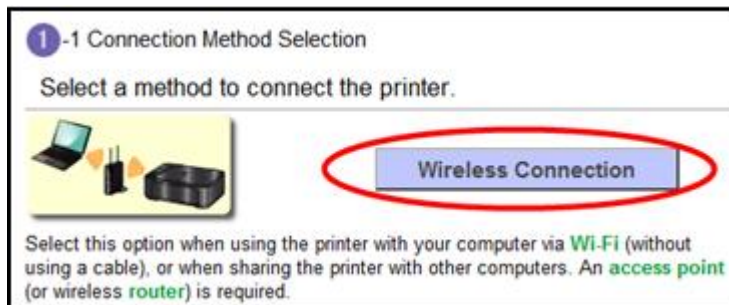 1-1 Connection Method Selection
Select a method to connect the printer.
Wireless Connection
Select this option when using the printer with your computer via Wi-Fi (without
using a cable), or when sharing the printer with other computers. An access point
(or wireless router) is required.